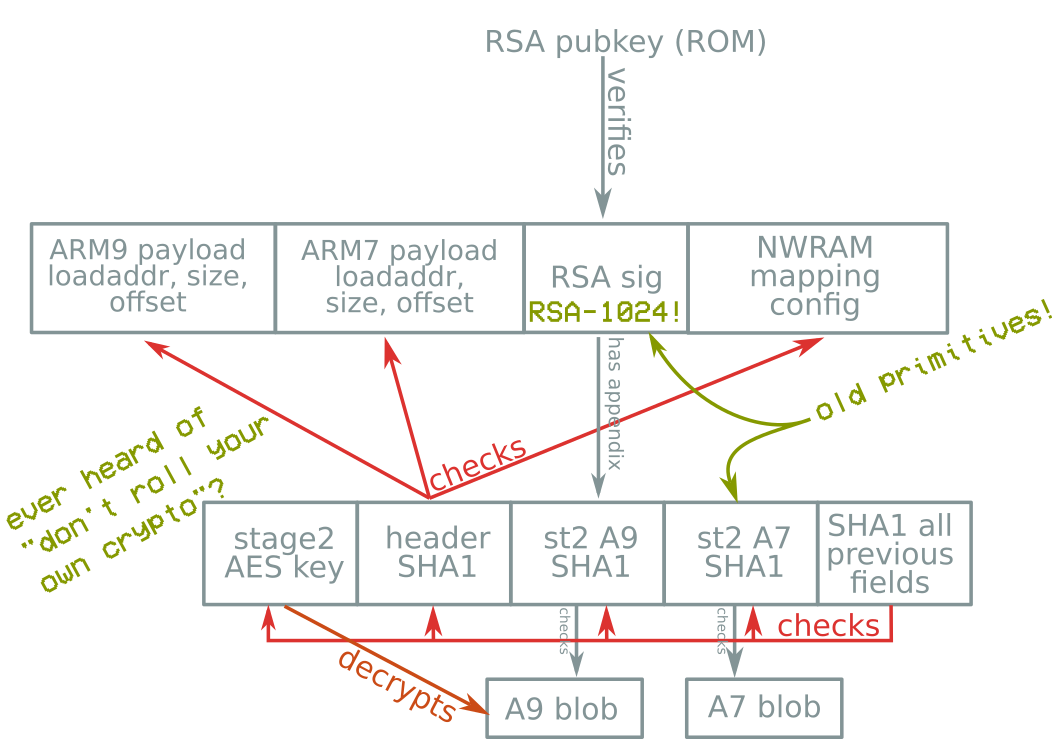 RSA pubkey (ROM)
verifies
ARM9 payload
loadaddr, size,
offset
ARM7 payload
loadaddr,
size, offset
RSA sig
RSA-1024!
NWRAM
mapping
config
old primitives!
has appendix
checks
ever heard of
"don't roll your
own crypto"?
stage2
AES key
header
SHA1
st2 A9
SHA1
st2 A7
SHA1
SHA1 all
previous
fields
checks
checks
checks
decrypts
A9 blob
A7 blob